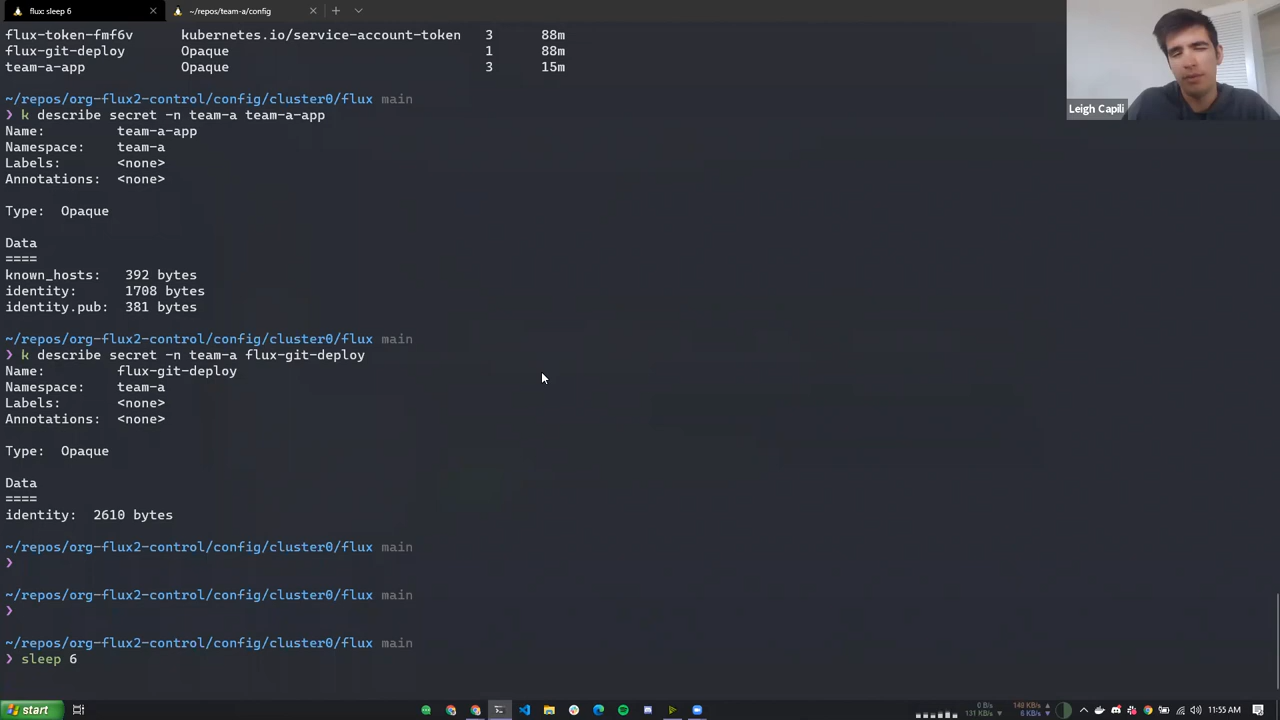 flux: sleep 6
~/repos/team-a/config
flux-token-fmf6v kubernetes.io/service-account-token 3 88m
flux-git-deploy Opaque 1 88m
team-a-app Opaque 3 15m
~/repos/org-flux2-control/config/cluster0/flux main
❯ k describe secret -n team-a team-a-app
Name: team-a-app
Namespace: team-a
Labels: <none>
Annotations: <none>
Type: Opaque
Data
====
known_hosts: 392 bytes
identity: 1708 bytes
identity.pub: 381 bytes
~/repos/org-flux2-control/config/cluster0/flux main
❯ k describe secret -n team-a flux-git-deploy
Name: flux-git-deploy
Namespace: team-a
Labels: <none>
Annotations: <none>
Type: Opaque
Data
====
identity: 2610 bytes
~/repos/org-flux2-control/config/cluster0/flux main
❯
~/repos/org-flux2-control/config/cluster0/flux main
❯
~/repos/org-flux2-control/config/cluster0/flux main
❯ sleep 6
Leigh Capili
start
0 B/s
131 KB/s
11:55 AM